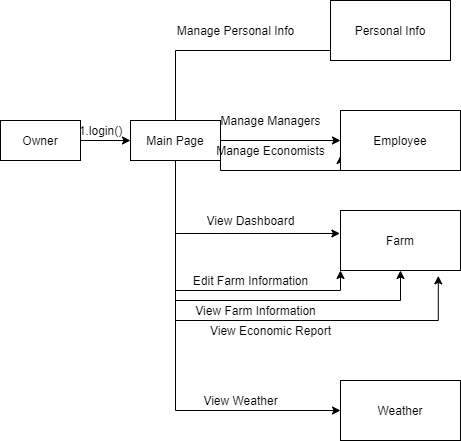 Manage Personal Info
Personal Info
Owner
1.login()
Main Page
Manage Managers
Manage Economists
Employee
View Dashboard
Farm
Edit Farm Information
View Farm Information
View Economic Report
View Weather
Weather